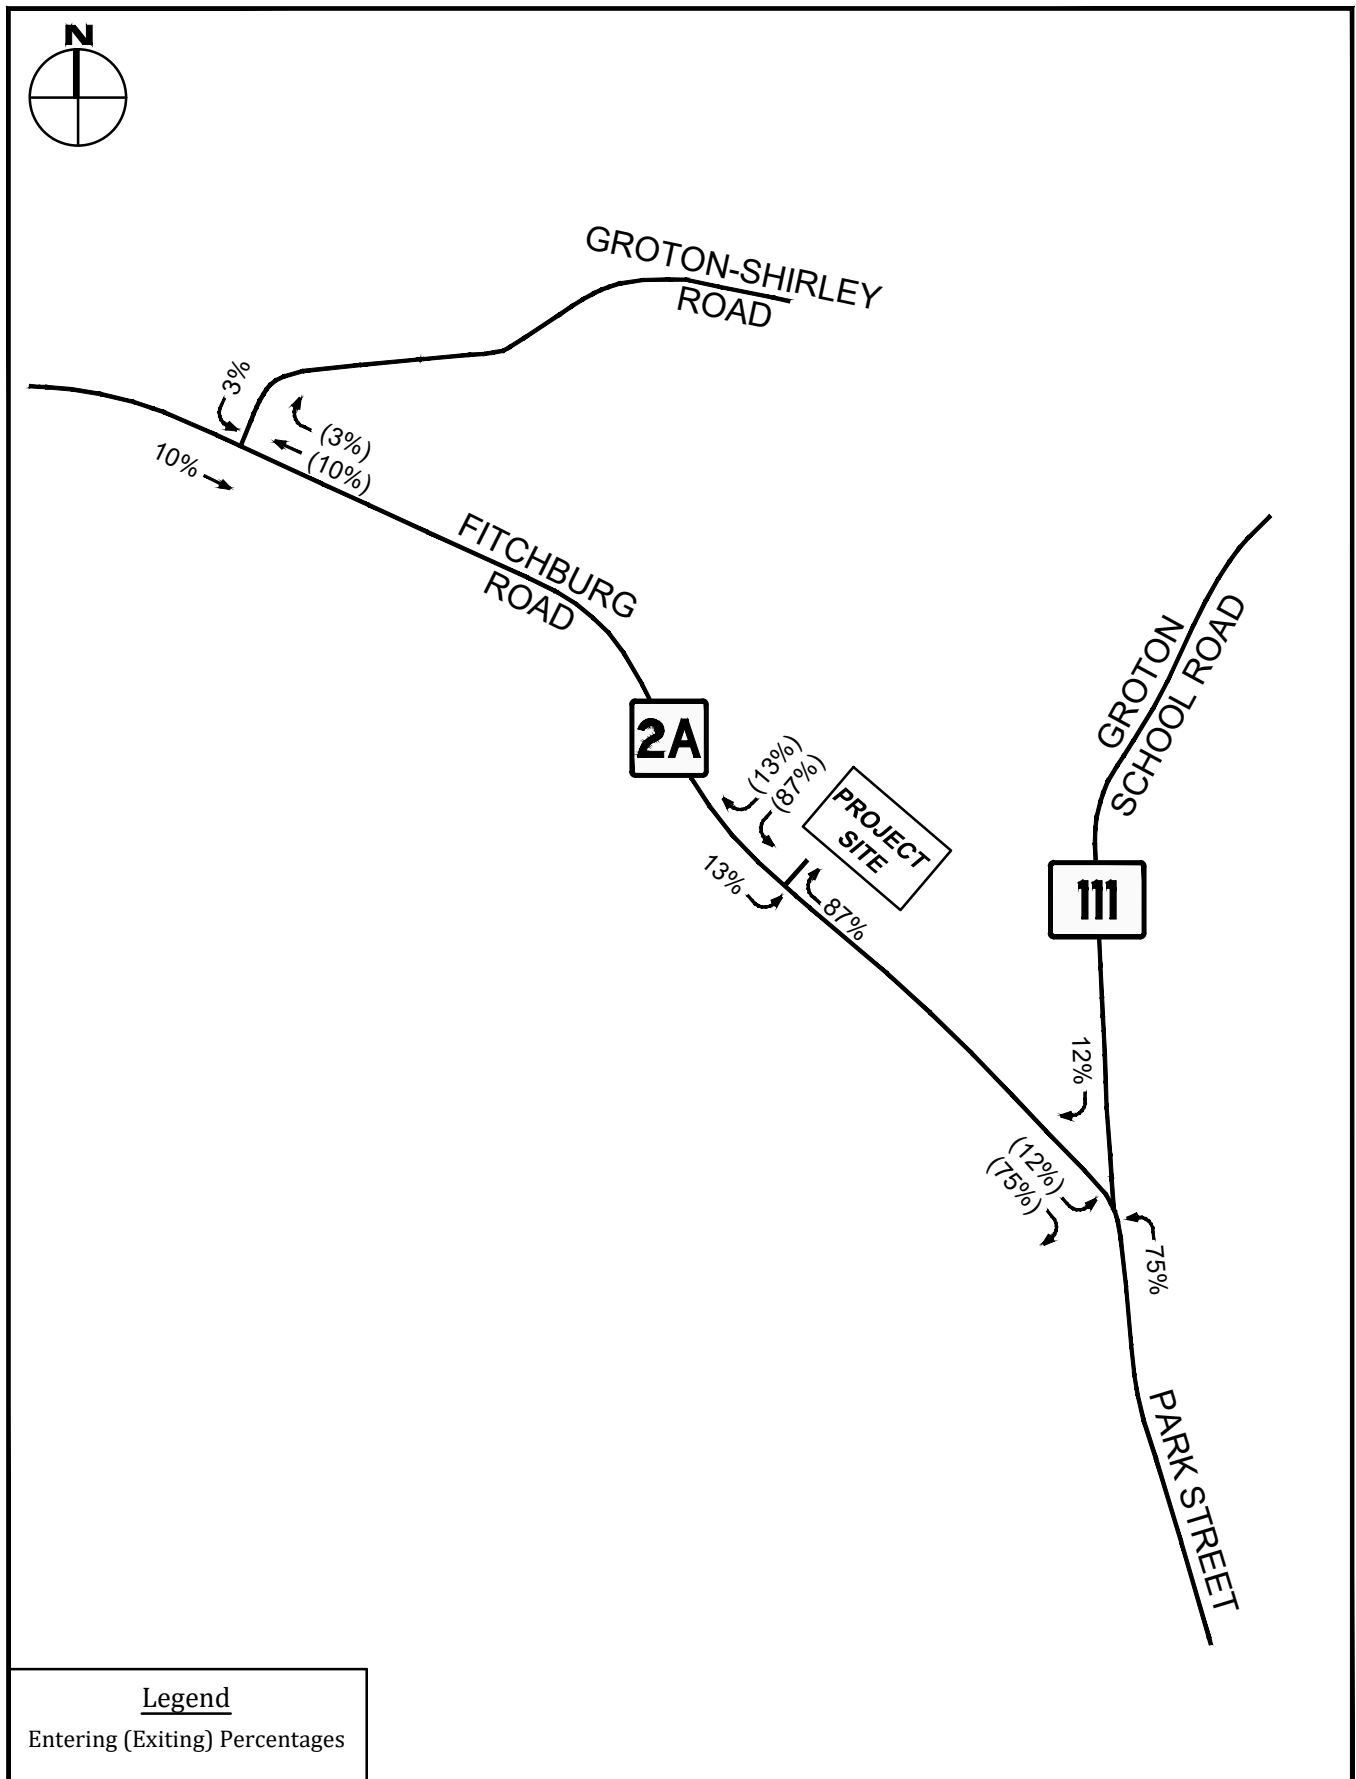 N
GROTON-SHIRLEY
ROAD
3%
(3%)
(10%)
10%
FITCHBURG
ROAD
GROTON
SCHOOL ROAD
2A
(13%)
(87%)
PROJECT
SITE
13%
87%
111
12%
(12%)
(75%)
75%
PARK STREET
Legend
Entering (Exiting) Percentages